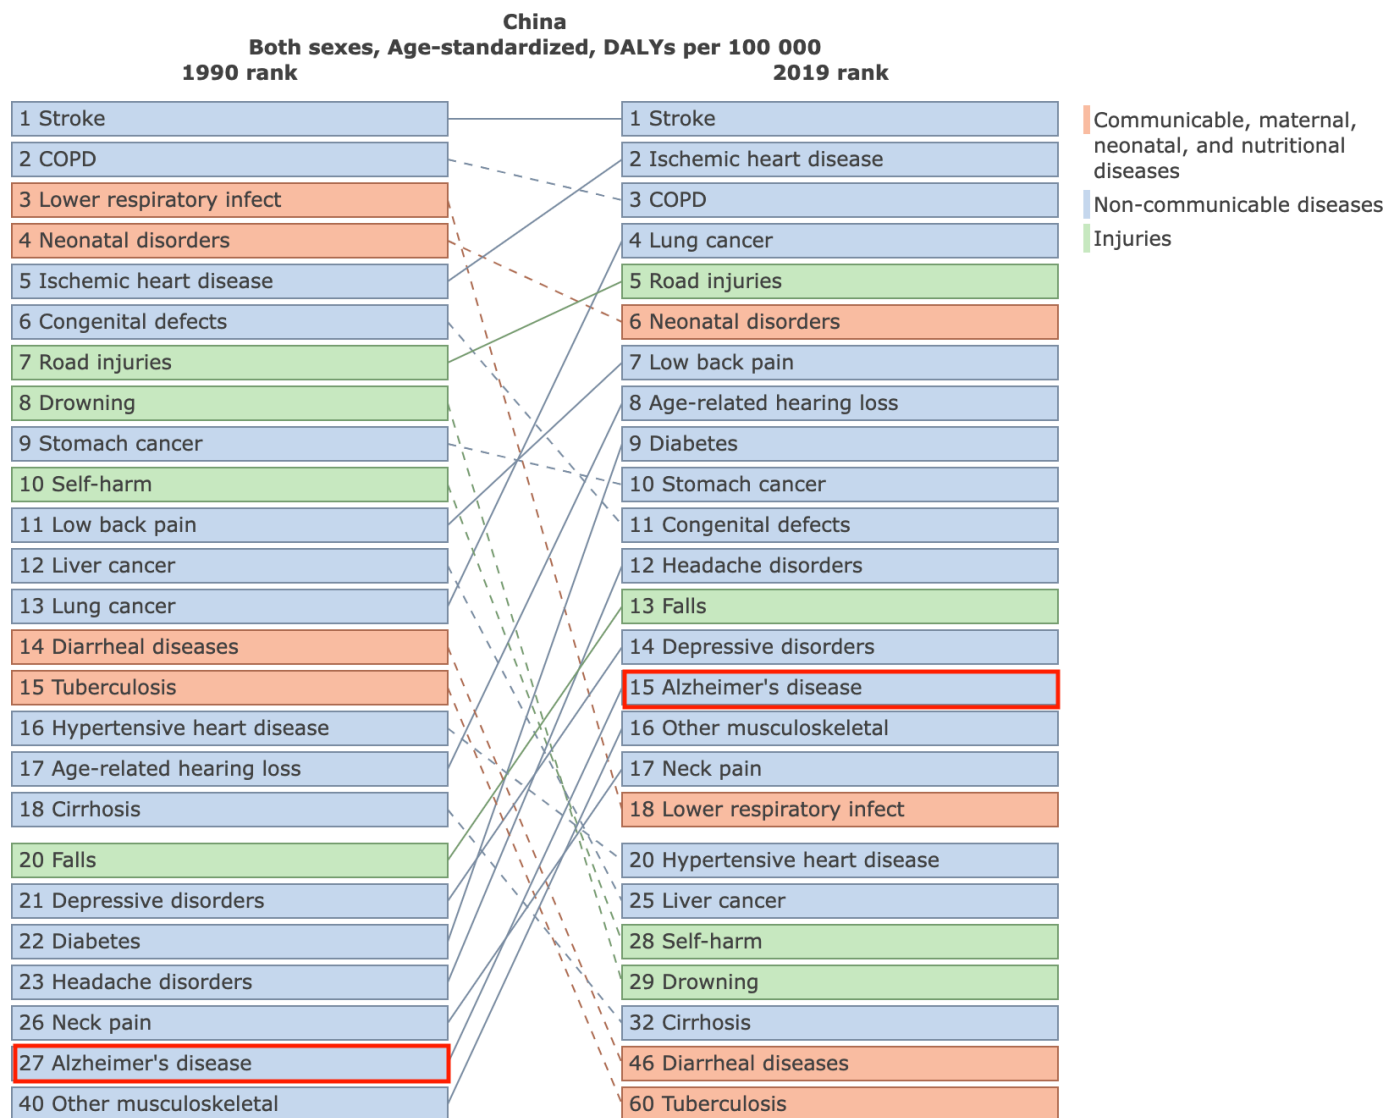 China
Both sexes, Age-standardized, DALYs per 100 000
1990 rank
2019 rank
1 Stroke
2 COPD
3 Lower respiratory infect
4 Neonatal disorders
5 Ischemic heart disease
6 Congenital defects
7 Road injuries
8 Drowning
9 Stomach cancer
10 Self-harm
11 Low back pain
12 Liver cancer
13 Lung cancer
14 Diarrheal diseases
15 Tuberculosis
16 Hypertensive heart disease
17 Age-related hearing loss
18 Cirrhosis
20 Falls
21 Depressive disorders
22 Diabetes
23 Headache disorders
26 Neck pain
27 Alzheimer's disease
40 Other musculoskeletal
1 Stroke
2 Ischemic heart disease
3 COPD
4 Lung cancer
5 Road injuries
6 Neonatal disorders
7 Low back pain
8 Age-related hearing loss
9 Diabetes
10 Stomach cancer
11 Congenital defects
12 Headache disorders
13 Falls
14 Depressive disorders
15 Alzheimer's disease
16 Other musculoskeletal
17 Neck pain
18 Lower respiratory infect
20 Hypertensive heart disease
25 Liver cancer
28 Self-harm
29 Drowning
32 Cirrhosis
46 Diarrheal diseases
60 Tuberculosis
Communicable, maternal,
neonatal, and nutritional
diseases
Non-communicable diseases
Injuries